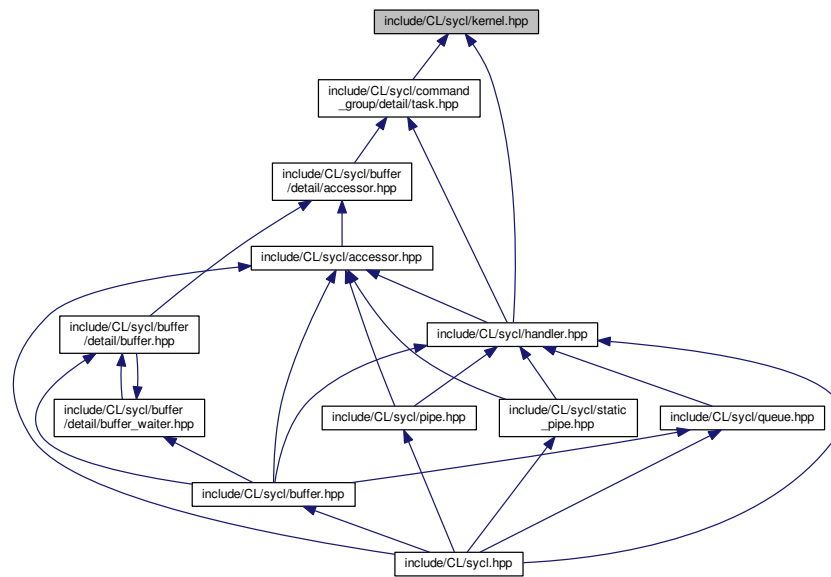 include/CL/sycl/kernel.hpp
include/CL/sycl/command
_group/detail/task.hpp
include/CL/sycl/buffer
/detail/accessor.hpp
include/CL/sycl/accessor.hpp
include/CL/sycl/buffer
/detail/buffer.hpp
include/CL/sycl/handler.hpp
include/CL/sycl/buffer
/detail/buffer_waiter.hpp
include/CL/sycl/pipe.hpp
include/CL/sycl/static
_pipe.hpp
include/CL/sycl/queue.hpp
include/CL/sycl/buffer.hpp
include/CL/sycl.hpp